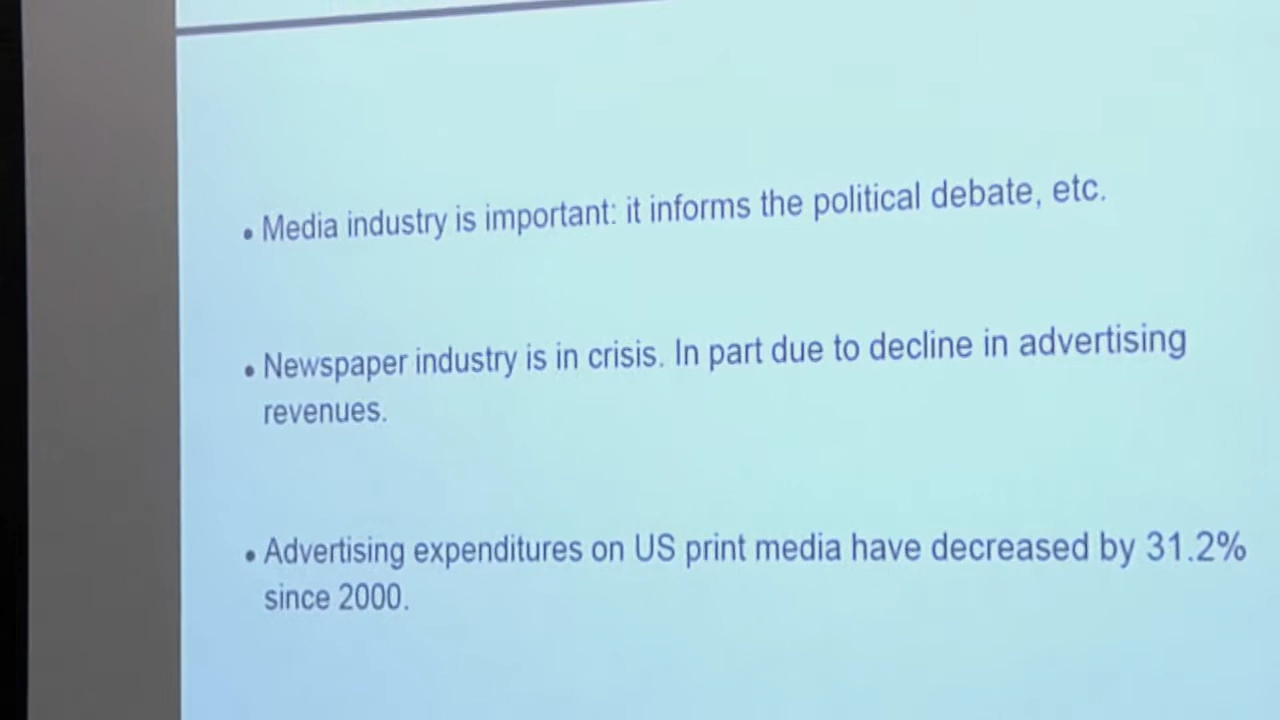 • Media industry is important: it informs the political debate, etc.
• Newspaper industry is in crisis. In part due to decline in advertising
revenues.
• Advertising expenditures on US print media have decreased by 31.2%
since 2000.